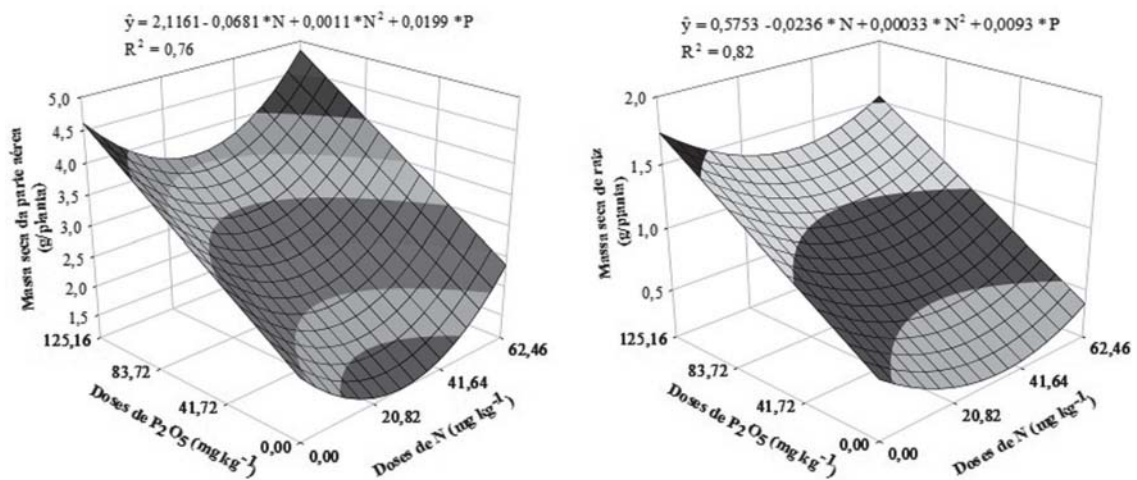 ŷ = 2,1161 - 0,0681 *N + 0,0011 *N² + 0,0199 *P
R² = 0,76
5,0
4,5
4,0
3,5
3,0
2,5
2,0
1,5
Massa seca da parte aérea
(g/planta)
125,16
83,72
41,72
0,00
Doses de P₂O₅ (mg kg⁻¹)
0,00
20,82
41,64
62,46
Doses de N (mg kg⁻¹)
ŷ = 0,5753 -0,0236 * N + 0,00033 * N² + 0,0093 * P
R² = 0,82
2,0
1,5
1,0
0,5
Massa seca de raiz
(g/planta)
125,16
83,72
41,72
0,00
Doses de P₂O₅ (mg kg⁻¹)
0,00
20,82
41,64
62,46
Doses de N (mg kg⁻¹)